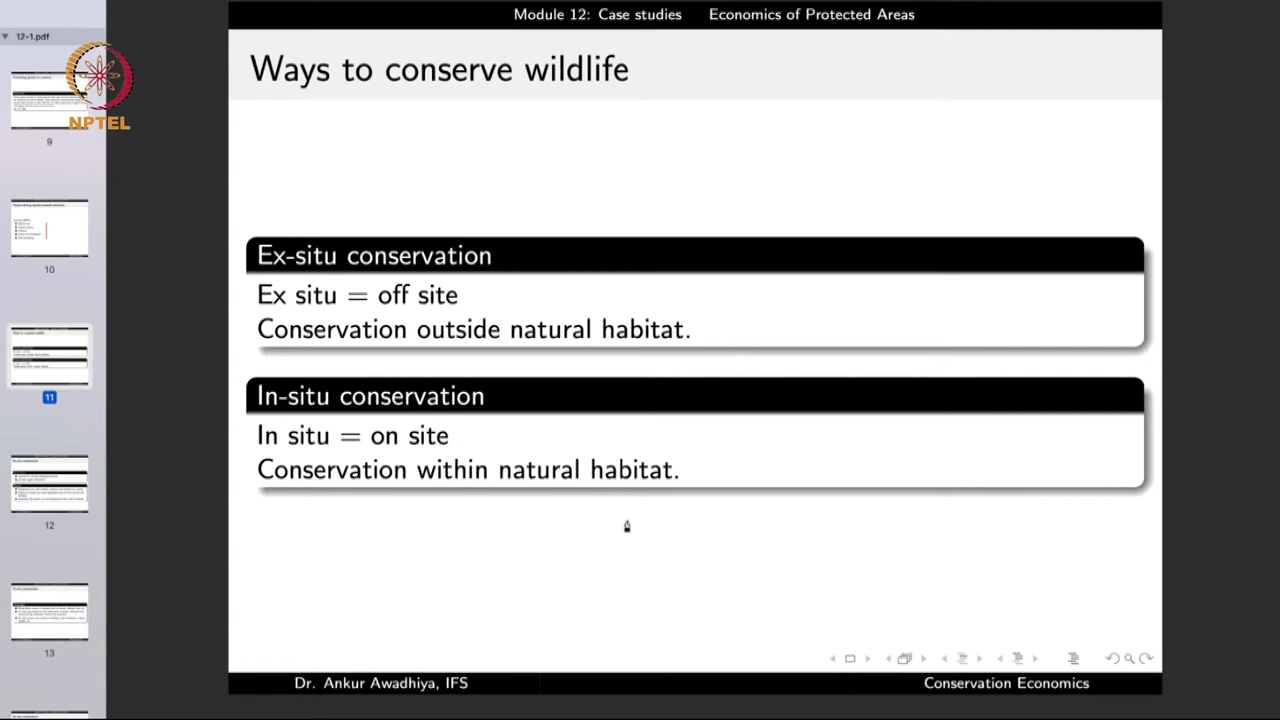 Module 12: Case studies Economics of Protected Areas
12-1.pdf
NPTEL
Ways to conserve wildlife
9
Ex-situ conservation
Ex situ = off site
Conservation outside natural habitat.
10
In-situ conservation
In situ = on site
Conservation within natural habitat.
11
12
13
Dr. Ankur Awadhiya, IFS Conservation Economics